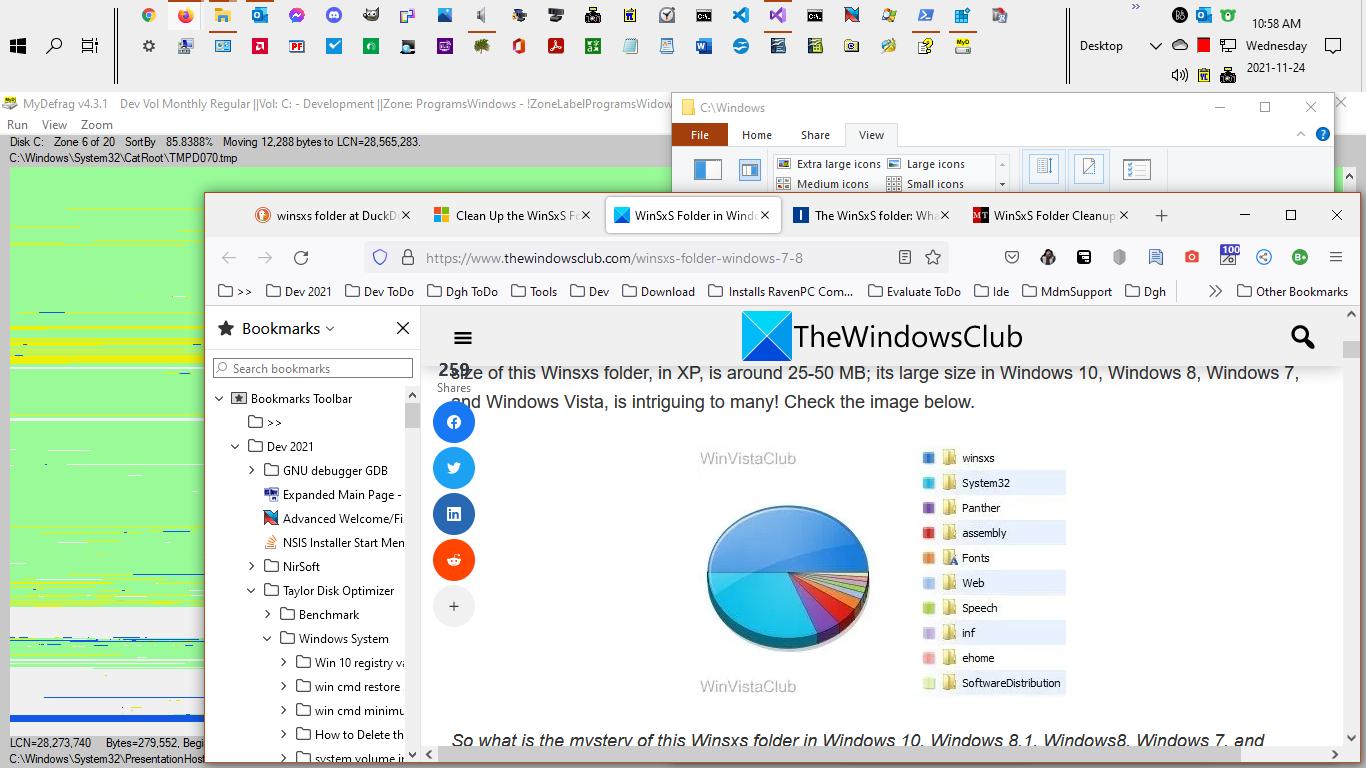 10:58 AM
Desktop
Wednesday
2021-11-24
MyDefrag v4.3.1 Dev Vol Monthly Regular ||Vol: C: - Development ||Zone: ProgramsWindows - !ZoneLabelProgramsWidow
Run View Zoom
Disk C: Zone 6 of 20 SortBy 85.8388% Moving 12,288 bytes to LCN=28,565,283.
C:\Windows\System32\CatRoot\TMPD070.tmp
C:\Windows
File Home Share View
Extra large icons Large icons
Medium icons Small icons
winsxs folder at DuckD
Clean Up the WinSxS Fo
WinSxS Folder in Windo
The WinSxS folder: Wha
WinSxS Folder Cleanup
https://www.thewindowsclub.com/winsxs-folder-windows-7-8
100
>> Dev 2021 Dev ToDo Dgh ToDo Tools Dev Download Installs RavenPC Com... Evaluate ToDo Ide MdmSupport Dgh Other Bookmarks
Bookmarks
Search bookmarks
Bookmarks Toolbar
>>
Dev 2021
GNU debugger GDB
Expanded Main Page -
Advanced Welcome/Fi
NSIS Installer Start Men
NirSoft
Taylor Disk Optimizer
Benchmark
Windows System
Win 10 registry va
win cmd restore
win cmd minimu
How to Delete th
system volume in
TheWindowsClub
259
Shares
size of this Winsxs folder, in XP, is around 25-50 MB; its large size in Windows 10, Windows 8, Windows 7,
and Windows Vista, is intriguing to many! Check the image below.
WinVistaClub
winsxs
System32
Panther
assembly
Fonts
Web
Speech
inf
ehome
SoftwareDistribution
WinVistaClub
So what is the mystery of this Winsxs folder in Windows 10, Windows 8.1, Windows8, Windows 7, and
LCN=28,273,740 Bytes=279,552, Begi
C:\Windows\System32\PresentationHos